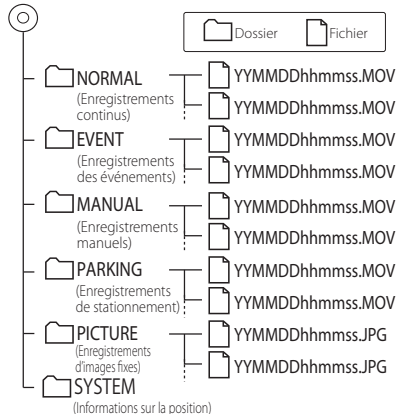 Dossier Fichier
NORMAL YYMMDDhhmmss.MOV
(Enregistrements
continus) YYMMDDhhmmss.MOV
EVENT YYMMDDhhmmss.MOV
(Enregistrements
des événements) YYMMDDhhmmss.MOV
MANUAL YYMMDDhhmmss.MOV
(Enregistrements
manuels) YYMMDDhhmmss.MOV
PARKING YYMMDDhhmmss.MOV
(Enregistrements
de stationnement) YYMMDDhhmmss.MOV
PICTURE YYMMDDhhmmss.JPG
(Enregistrements
d'images fixes) YYMMDDhhmmss.JPG
SYSTEM
(Informations sur la position)